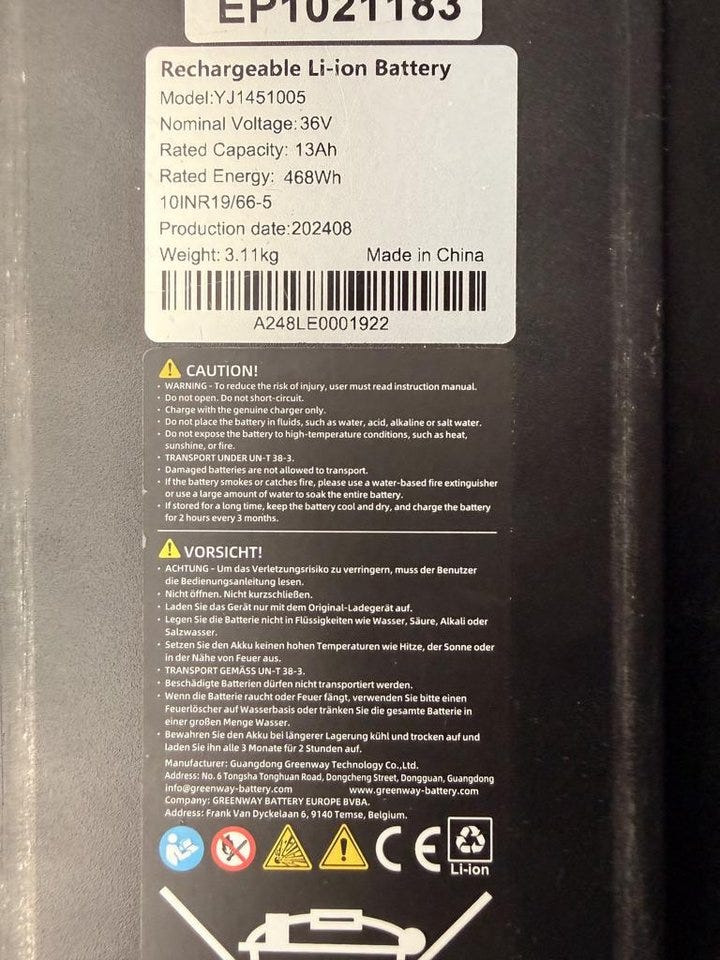 EP1021183
Rechargeable Li-ion Battery
Model:YJ1451005
Nominal Voltage:36V
Rated Capacity: 13Ah
Rated Energy: 468Wh
10INR19/66-5
Production date:202408
Weight: 3.11kg Made in China
A248LE0001922
CAUTION!
• WARNING - To reduce the risk of injury, user must read instruction manual.
• Do not open. Do not short-circuit.
• Charge with the genuine charger only.
• Do not place the battery in fluids, such as water, acid, alkaline or salt water.
• Do not expose the battery to high-temperature conditions, such as heat,
sunshine, or fire.
• TRANSPORT UNDER UN-T 38-3.
• Damaged batteries are not allowed to transport.
• If the battery smokes or catches fire, please use a water-based fire extinguisher
or use a large amount of water to soak the entire battery.
• If stored for a long time, keep the battery cool and dry, and charge the battery
for 2 hours every 3 months.
VORSICHT!
• ACHTUNG - Um das Verletzungsrisiko zu verringern, muss der Benutzer
die Bedienungsanleitung lesen.
• Nicht öffnen. Nicht kurzschließen.
• Laden Sie das Gerät nur mit dem Original-Ladegerät auf.
• Legen Sie die Batterie nicht in Flüssigkeiten wie Wasser, Säure, Alkali oder
Salzwasser.
• Setzen Sie den Akku keinen hohen Temperaturen wie Hitze, der Sonne oder
in der Nähe von Feuer aus.
• TRANSPORT GEMÄSS UN-T 38-3.
• Beschädigte Batterien dürfen nicht transportiert werden.
• Wenn die Batterie raucht oder Feuer fängt, verwenden Sie bitte einen
Feuerlöscher auf Wasserbasis oder tränken Sie die gesamte Batterie in
einer großen Menge Wasser.
• Bewahren Sie den Akku bei längerer Lagerung kühl und trocken auf und
laden Sie ihn alle 3 Monate für 2 Stunden auf.
Manufacturer: Guangdong Greenway Technology Co.,Ltd.
Address: No. 6 Tongsha Tonghuan Road, Dongcheng Street, Dongguan, Guangdong
info@greenway-battery.com www.greenway-battery.com
Company: GREENWAY BATTERY EUROPE BVBA.
Address: Frank Van Dyckelaan 6, 9140 Temse, Belgium.
CE
Li-ion